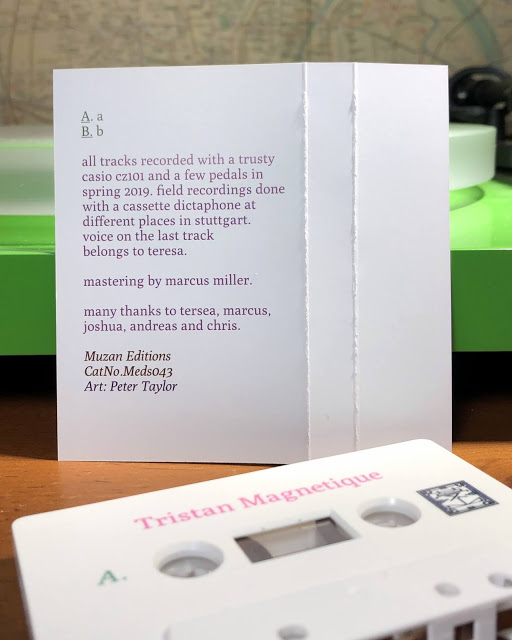 A. a
B. b
all tracks recorded with a trusty
casio cz101 and a few pedals in
spring 2019. field recordings done
with a cassette dictaphone at
different places in stuttgart.
voice on the last track
belongs to teresa.
mastering by marcus miller.
many thanks to tersea, marcus,
joshua, andreas and chris.
Muzan Editions
CatNo.Meds043
Art: Peter Taylor
Tristan Magnetique
A.